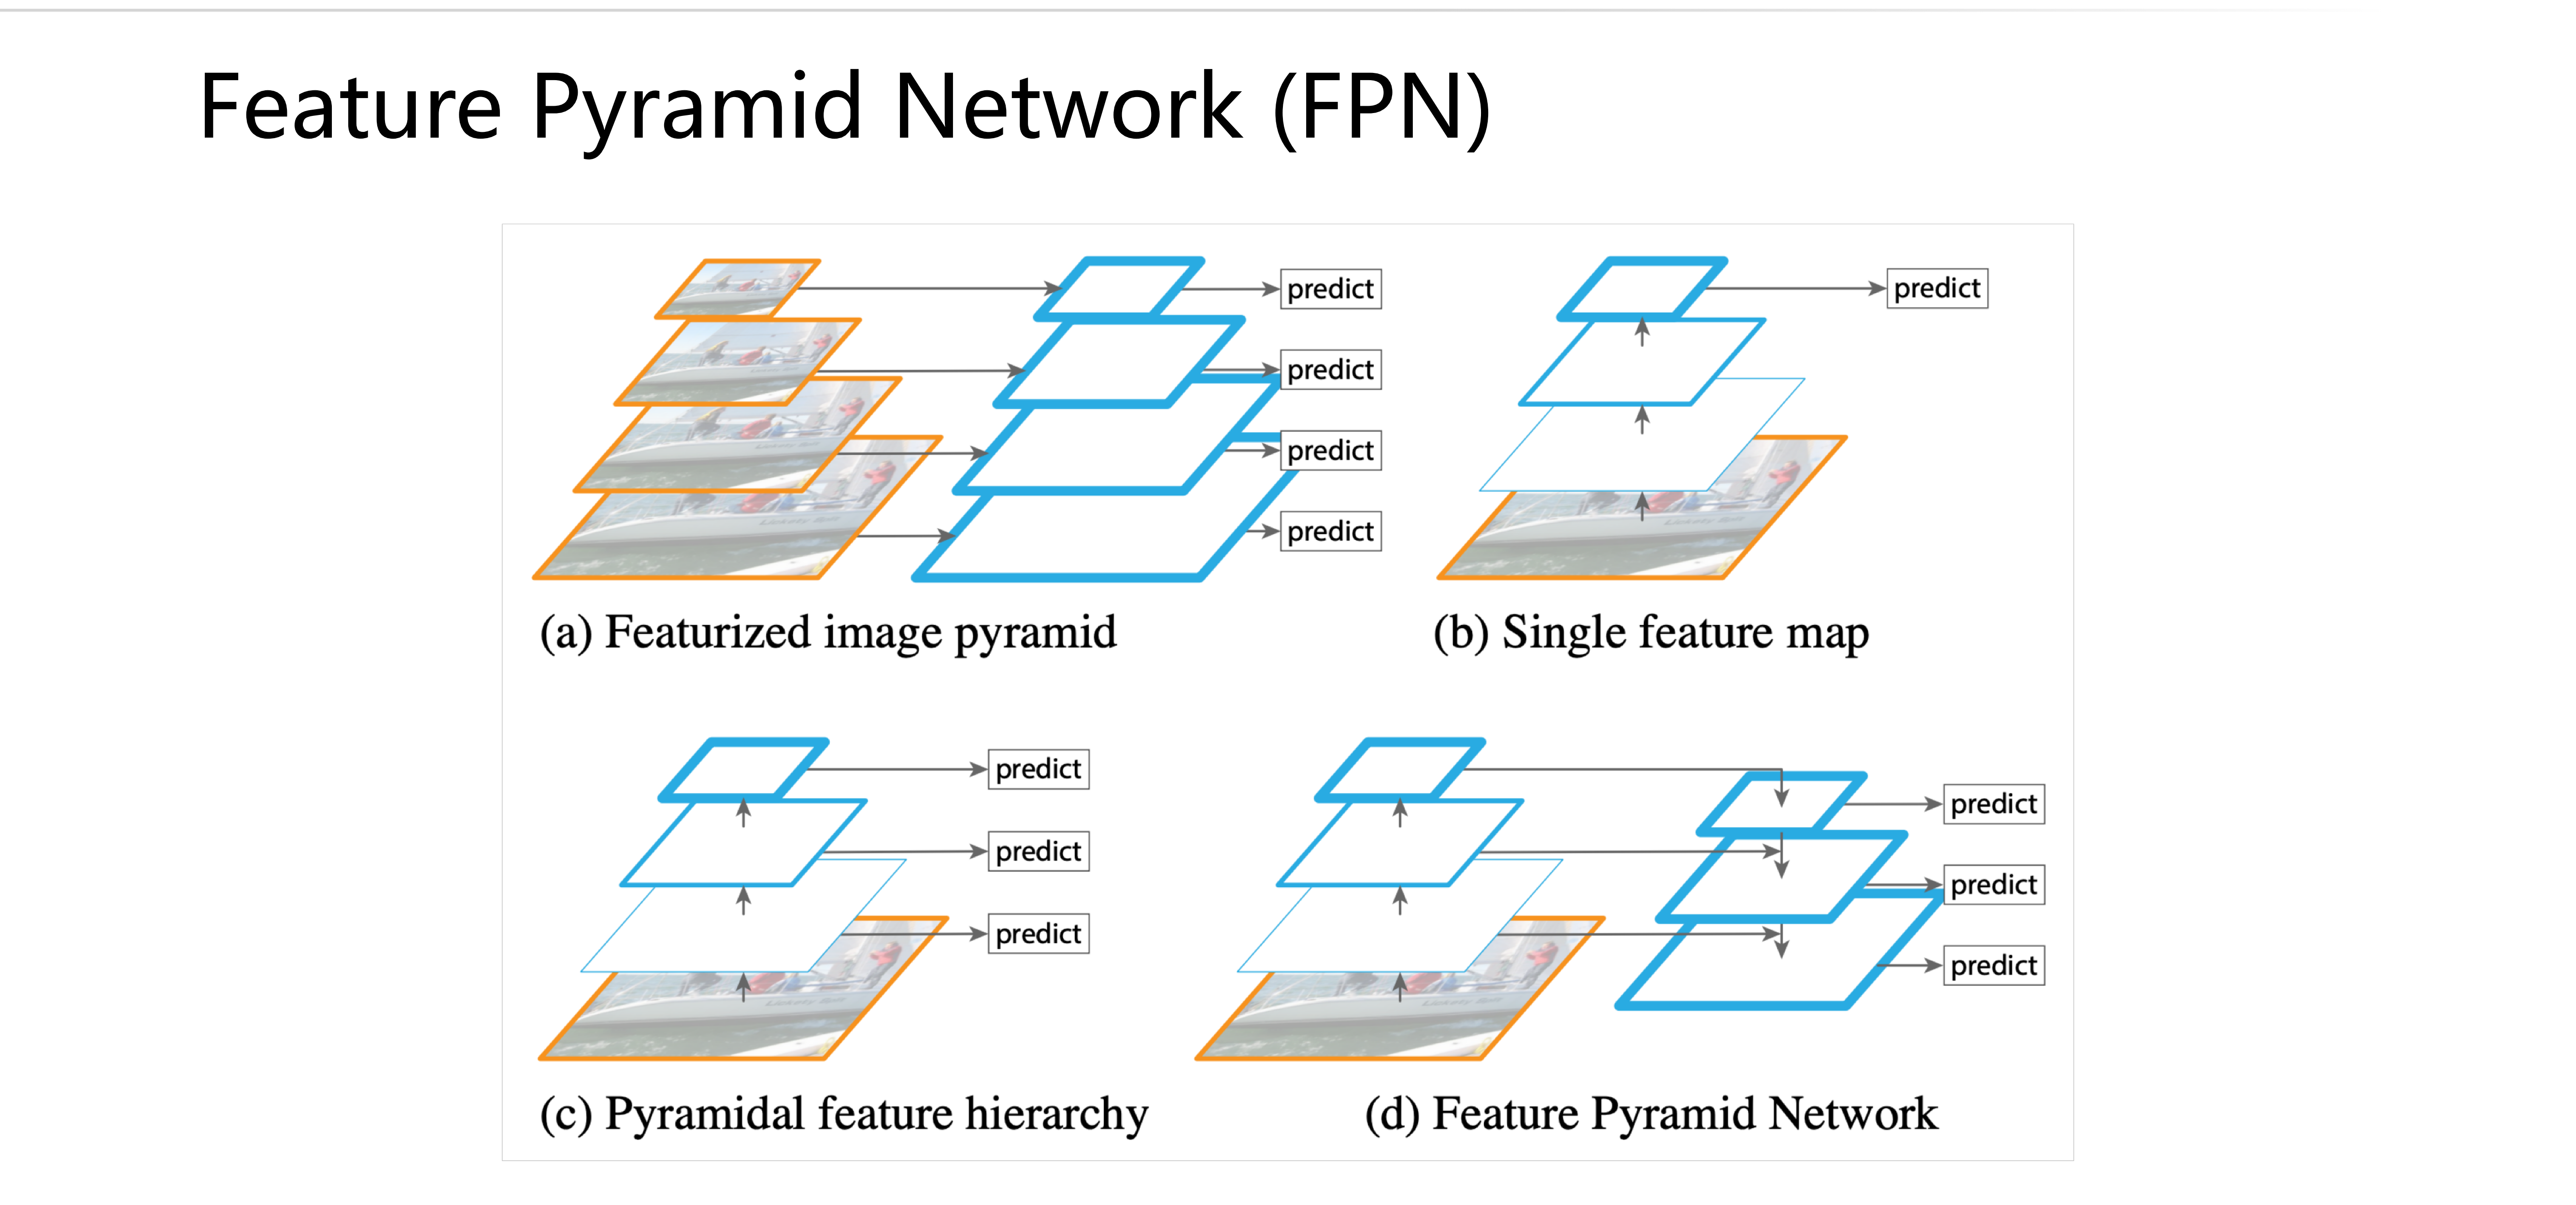 Feature Pyramid Network (FPN)
predict
predict
predict
predict
(a) Featurized image pyramid
predict
(b) Single feature map
predict
predict
predict
(c) Pyramidal feature hierarchy
predict
predict
predict
(d) Feature Pyramid Network